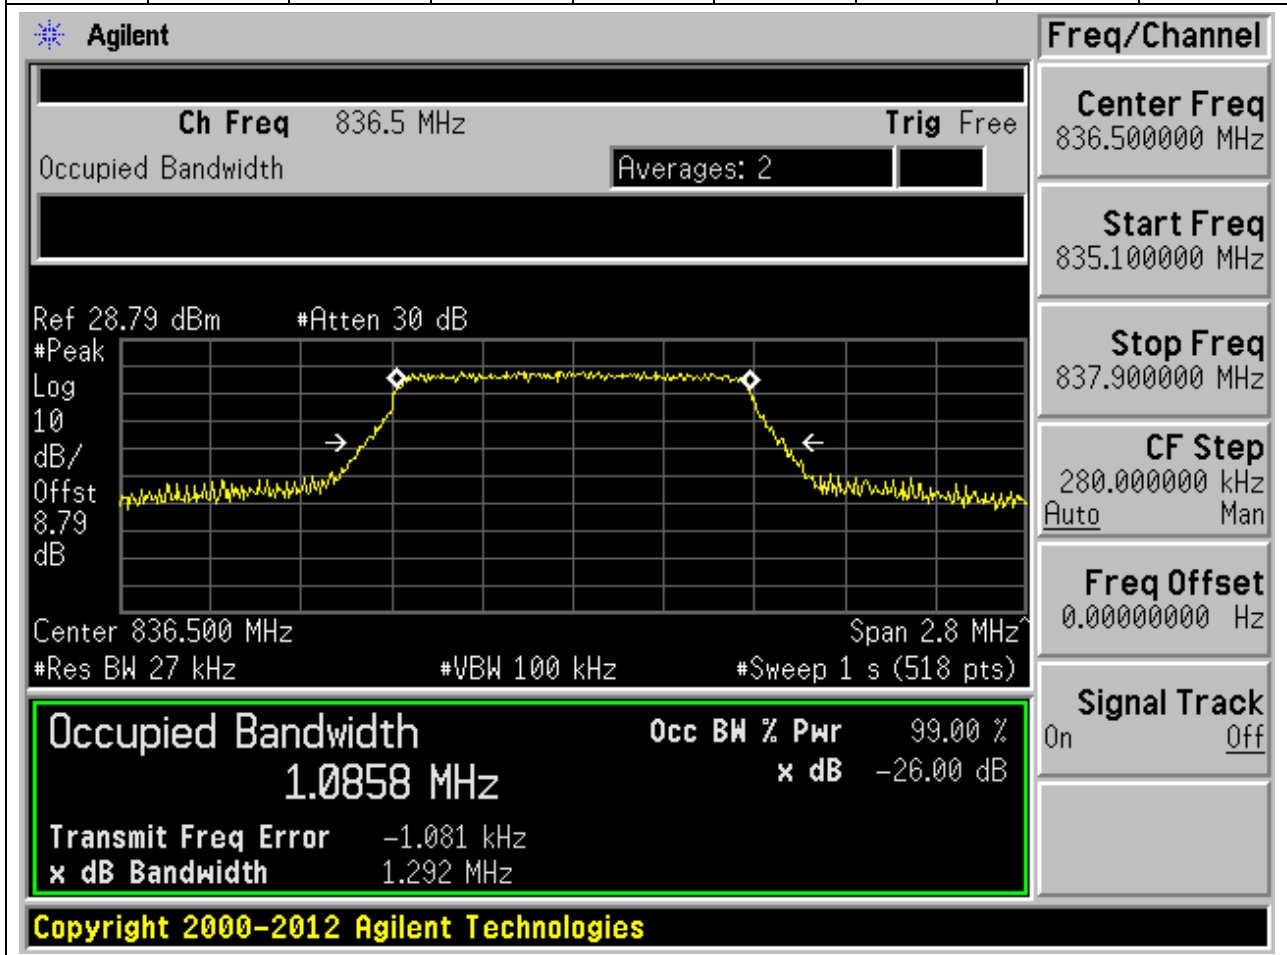 Agilent
Freq/Channel
Ch Freq 836.5 MHz Trig Free
Occupied Bandwidth Averages: 2
Center Freq
836.500000 MHz
Start Freq
835.100000 MHz
Stop Freq
837.900000 MHz
CF Step
280.000000 kHz
Auto Man
Freq Offset
0.00000000 Hz
Signal Track
On Off
Ref 28.79 dBm #Atten 30 dB
#Peak
Log
10
dB/
Offst
8.79
dB
Center 836.500 MHz Span 2.8 MHz^
#Res BW 27 kHz #VBW 100 kHz #Sweep 1 s (518 pts)
Occupied Bandwidth Occ BW % Pwr 99.00 %
1.0858 MHz x dB -26.00 dB
Transmit Freq Error -1.081 kHz
x dB Bandwidth 1.292 MHz
Copyright 2000-2012 Agilent Technologies